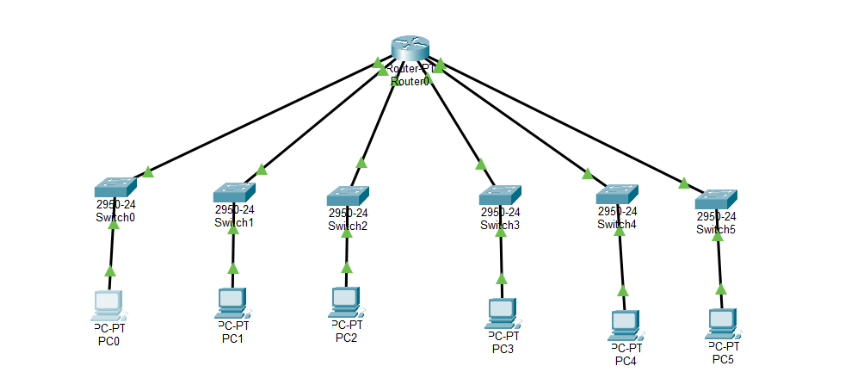 Router-PT
Router0
2950-24
Switch0
2950-24
Switch1
2950-24
Switch2
2950-24
Switch3
2950-24
Switch4
2950-24
Switch5
PC-PT
PC0
PC-PT
PC1
PC-PT
PC2
PC-PT
PC3
PC-PT
PC4
PC-PT
PC5